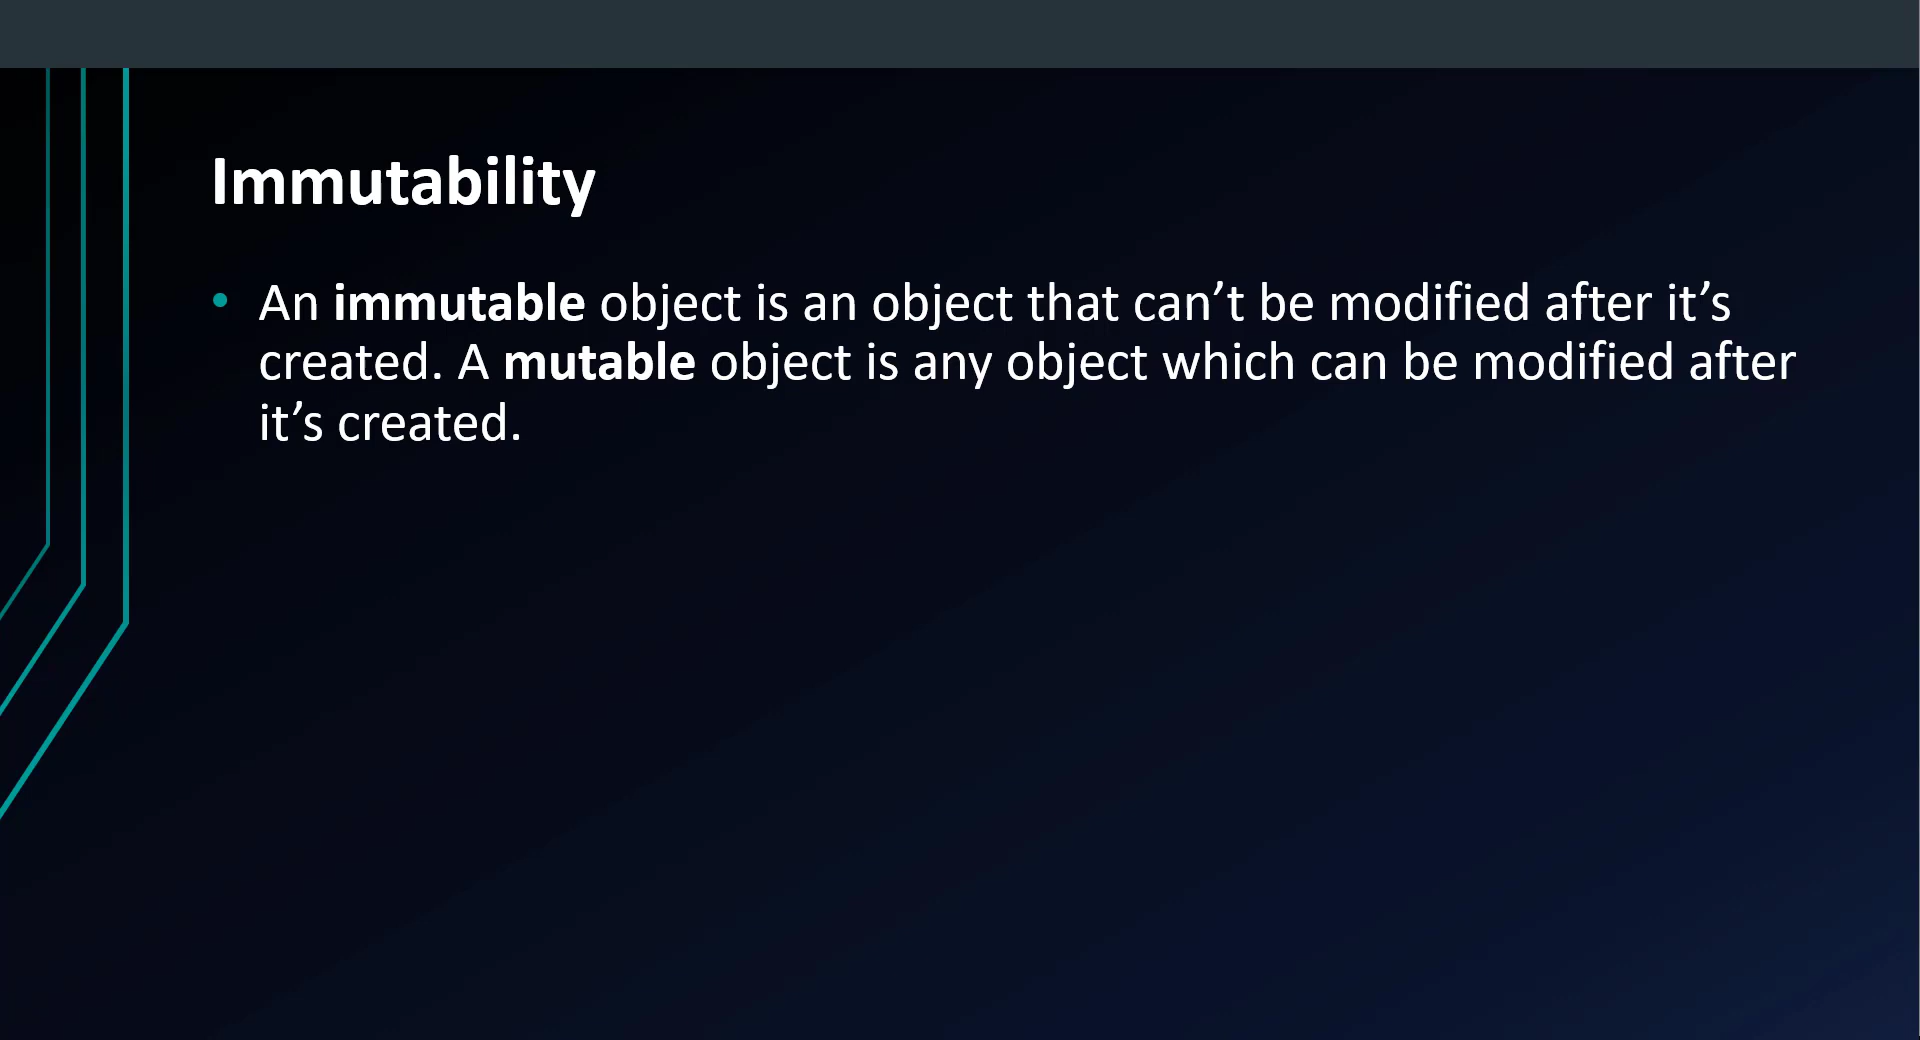 Immutability
• An immutable object is an object that can’t be modified after it’s
created. A mutable object is any object which can be modified after
it’s created.